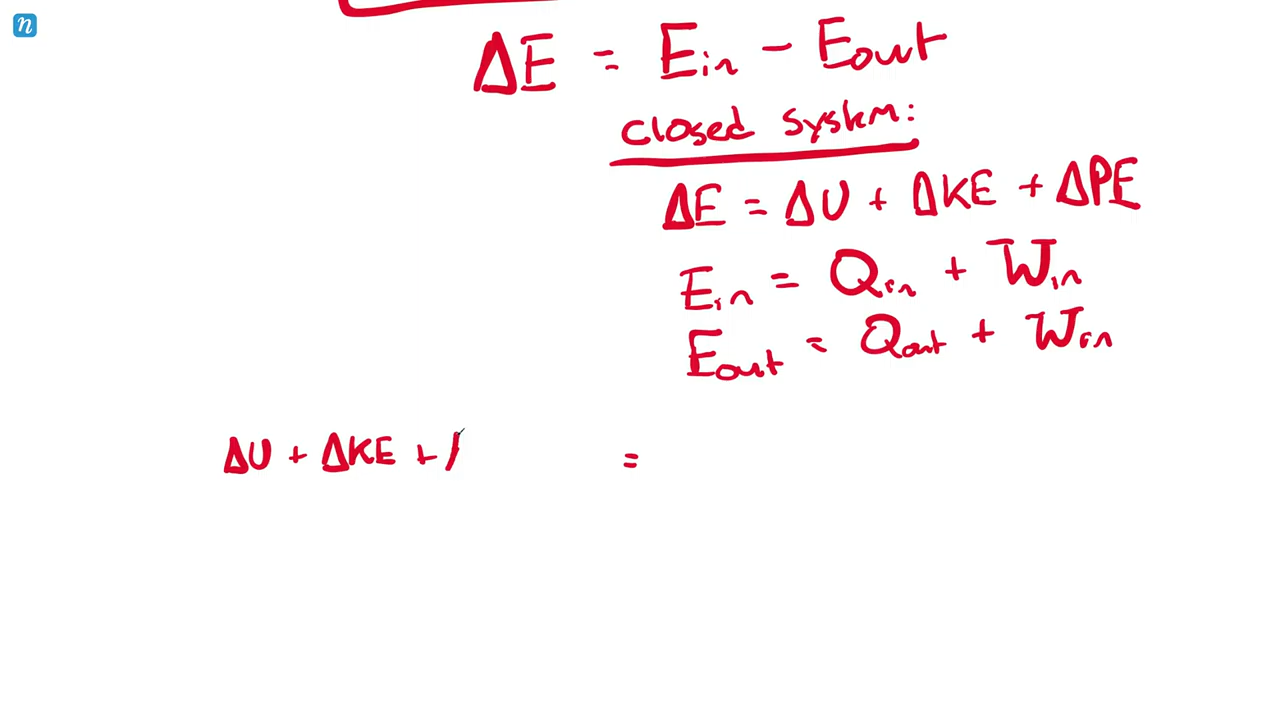 n
ΔE = Ein - Eout
closed system:
ΔE = ΔU + ΔKE + ΔPE
Ein = Qin + Win
Eout = Qout + Win
ΔU + ΔKE + =